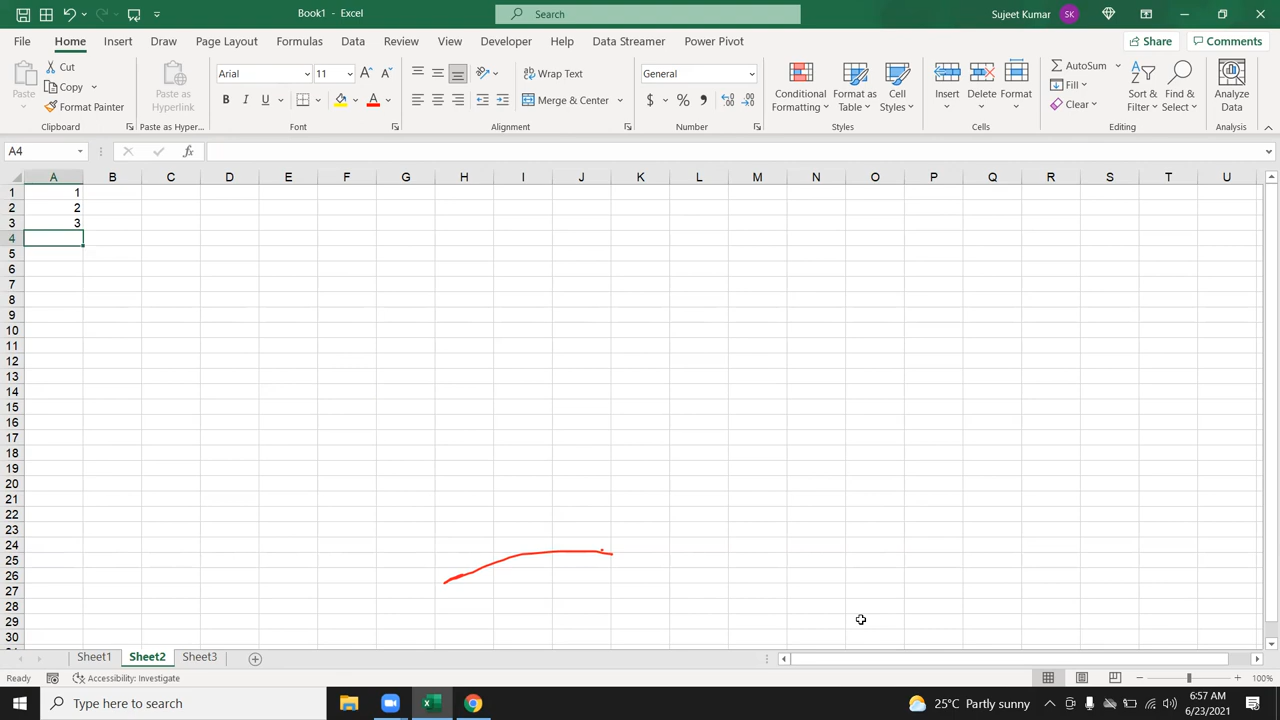 Book1 - Excel
Search
Sujeet Kumar SK
File Home Insert Draw Page Layout Formulas Data Review View Developer Help Data Streamer Power Pivot Share Comments
Paste
Cut
Copy
Format Painter
Clipboard
Paste as
Hyperlink
Paste as Hyper...
Arial 11
B I U
Font
Wrap Text
Merge & Center
Alignment
General
$ % ,
Number
Conditional
Formatting
Format as
Table
Cell
Styles
Styles
Insert
Delete
Format
Cells
AutoSum
Fill
Clear
Sort &
Filter
Find &
Select
Editing
Analyze
Data
Analysis
A4
fx
A B C D E F G H I J K L M N O P Q R S T U
1 1
2 2
3 3
4
5
6
7
8
9
10
11
12
13
14
15
16
17
18
19
20
21
22
23
24
25
26
27
28
29
30
Sheet1 Sheet2 Sheet3
Ready Accessibility: Investigate 100%
Type here to search
25°C Partly sunny
6:57 AM
6/23/2021